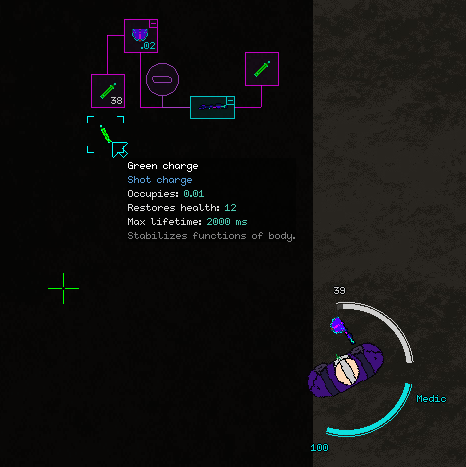 .02
38
Green charge
Shot charge
Occupies: 0.01
Restores health: 12
Max lifetime: 2000 ms
Stabilizes functions of body.
39
Medic
100